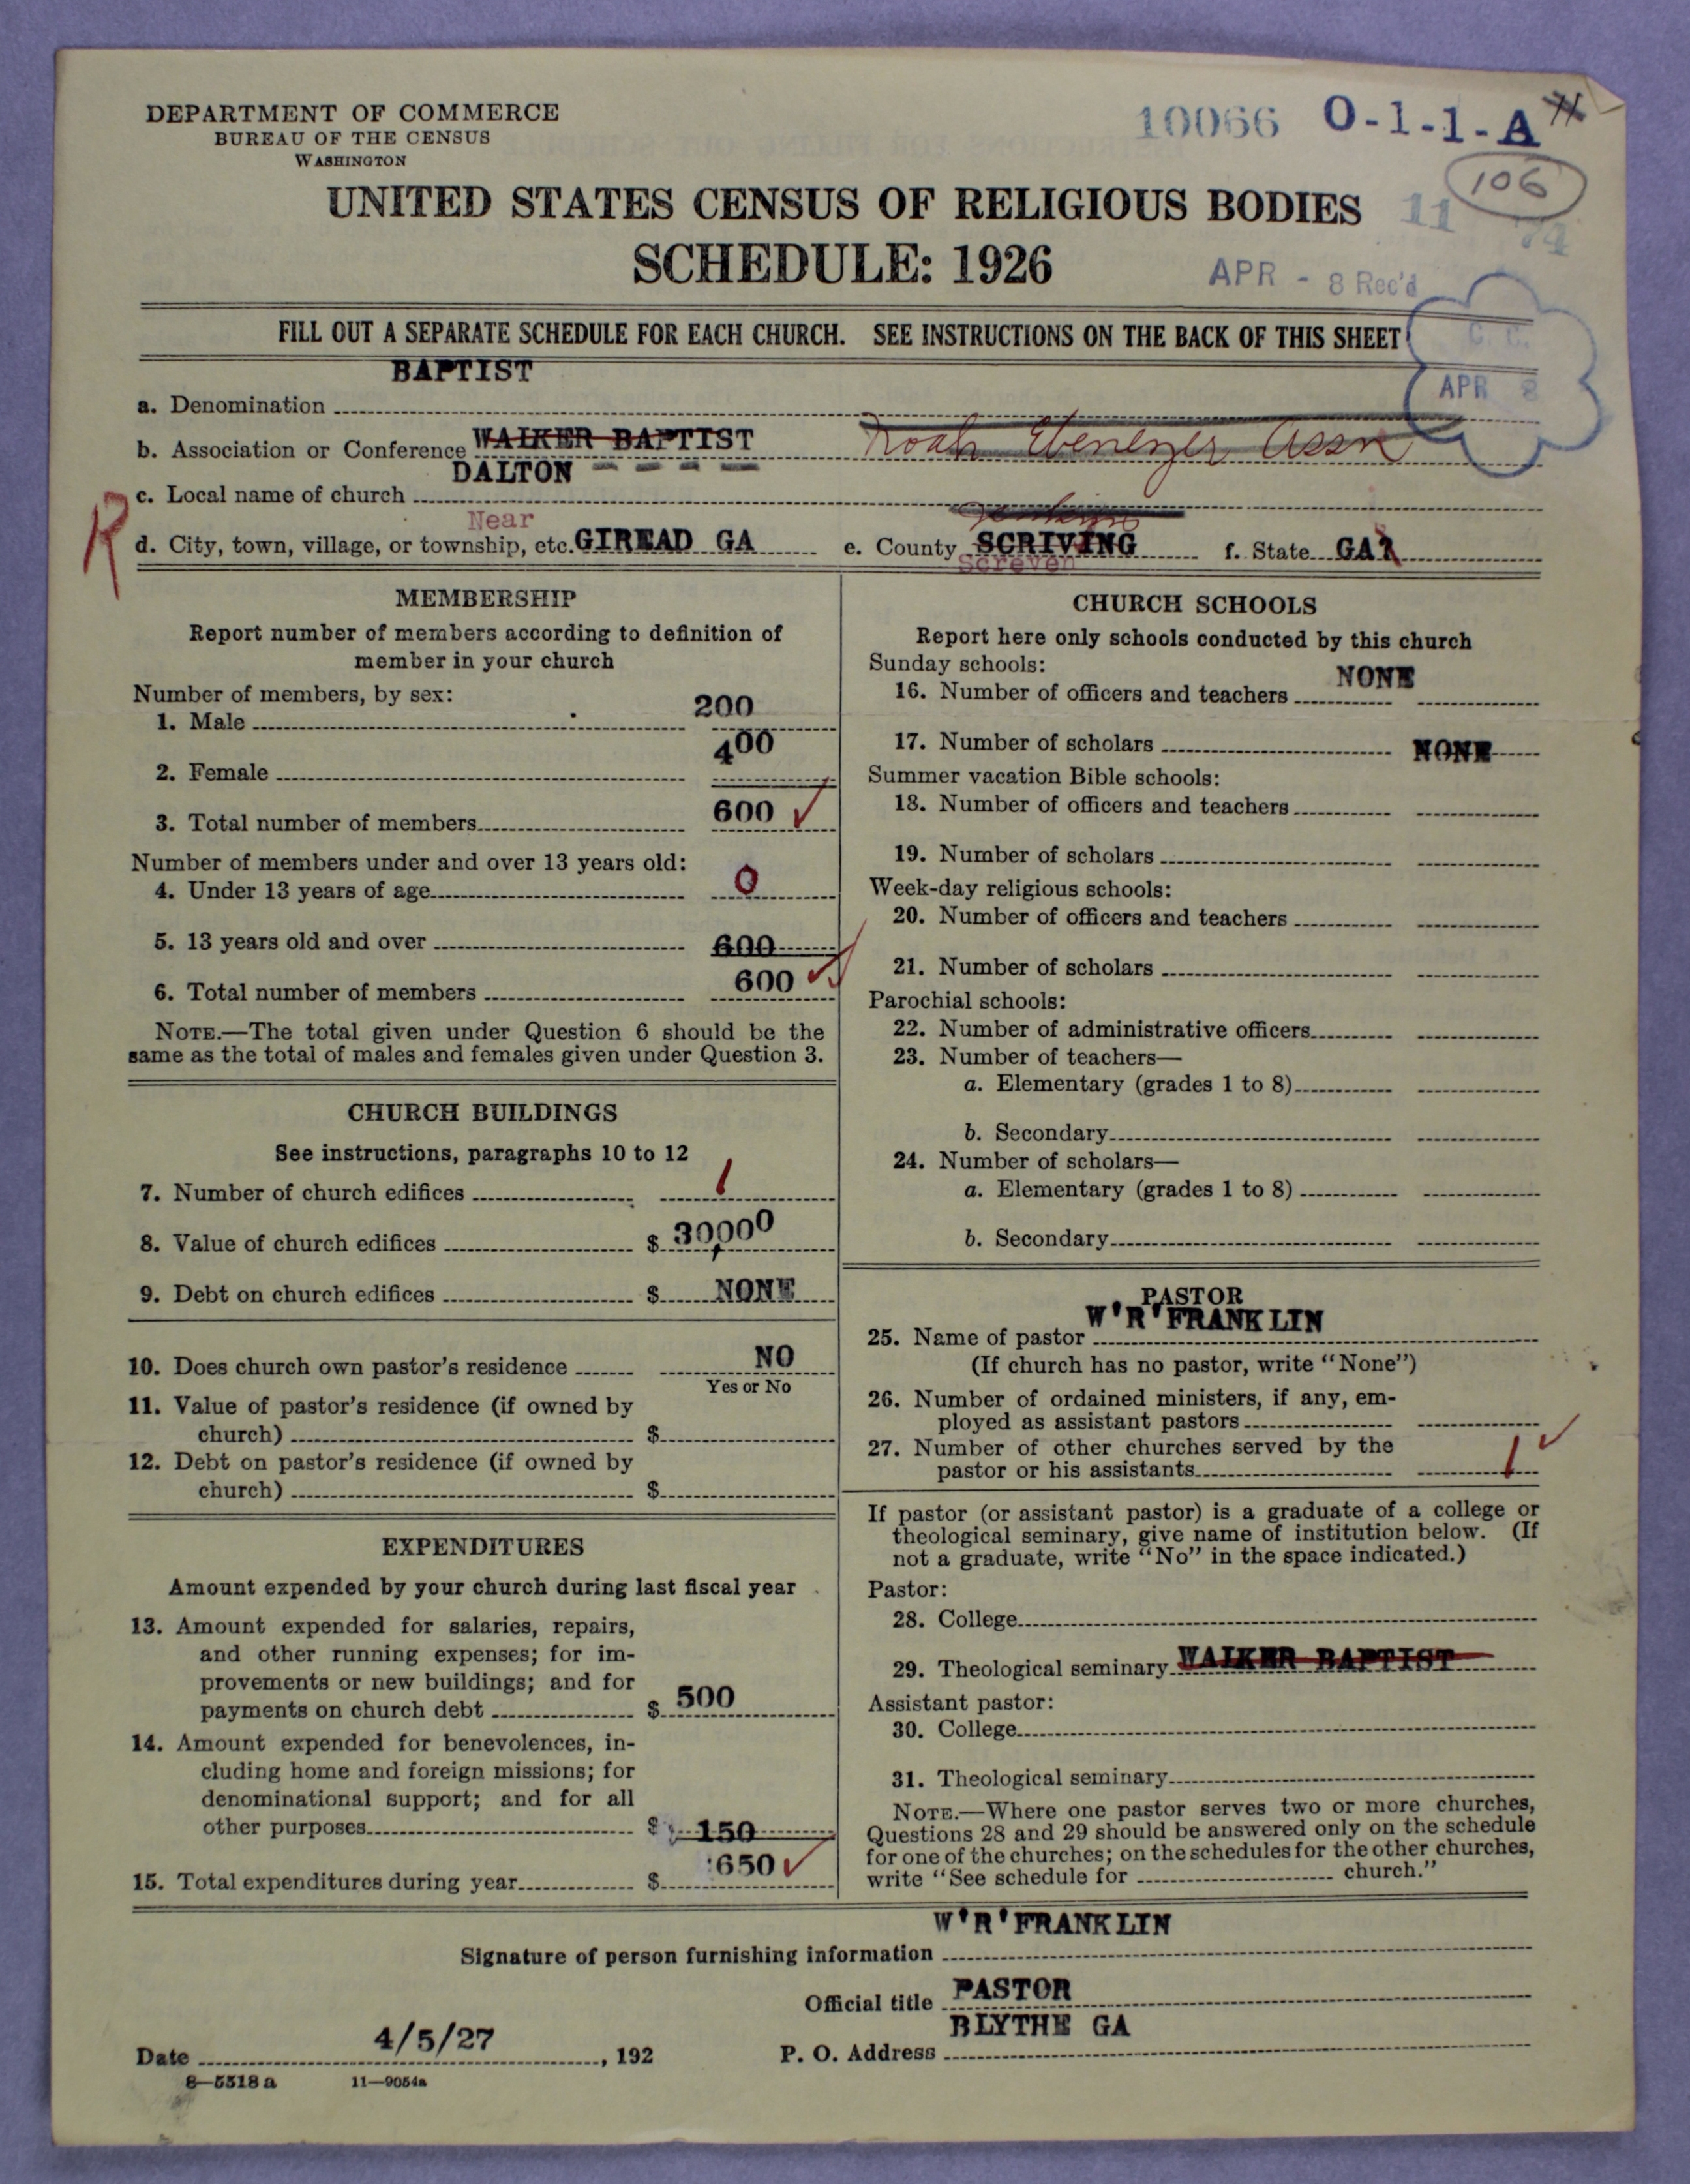 DEPARTMENT OF COMMERCE
BUREAU OF THE CENSUS
WASHINGTON
10066 O-1-1-A
106
UNITED STATES CENSUS OF RELIGIOUS BODIES
11
74
SCHEDULE: 1926
APR - 8 Rec'd
FILL OUT A SEPARATE SCHEDULE FOR EACH CHURCH. SEE INSTRUCTIONS ON THE BACK OF THIS SHEET
C. C.
APR 8
BAPTIST
a. Denomination
b. Association or Conference WAIKER BAPTIST Noah Ebenezer Assn
DALTON
c. Local name of church
R
Near
d. City, town, village, or township, etc. GIREAD GA e. County SCRIVING f. State GA
Screven
MEMBERSHIP
Report number of members according to definition of
member in your church
Number of members, by sex:
1. Male 200
2. Female 400
3. Total number of members 600 ✓
Number of members under and over 13 years old:
4. Under 13 years of age 0
5. 13 years old and over 600
6. Total number of members 600 ✓
NOTE.—The total given under Question 6 should be the
same as the total of males and females given under Question 3.
CHURCH BUILDINGS
See instructions, paragraphs 10 to 12
7. Number of church edifices 1
8. Value of church edifices $ 30,000
9. Debt on church edifices $ NONE
10. Does church own pastor's residence NO
Yes or No
11. Value of pastor's residence (if owned by
church) $
12. Debt on pastor's residence (if owned by
church) $
EXPENDITURES
Amount expended by your church during last fiscal year
13. Amount expended for salaries, repairs,
and other running expenses; for im-
provements or new buildings; and for
payments on church debt $ 500
14. Amount expended for benevolences, in-
cluding home and foreign missions; for
denominational support; and for all
other purposes $ 150
15. Total expenditures during year $ 650 ✓
CHURCH SCHOOLS
Report here only schools conducted by this church
Sunday schools:
16. Number of officers and teachers NONE
17. Number of scholars NONE
Summer vacation Bible schools:
18. Number of officers and teachers
19. Number of scholars
Week-day religious schools:
20. Number of officers and teachers
21. Number of scholars
Parochial schools:
22. Number of administrative officers
23. Number of teachers—
a. Elementary (grades 1 to 8)
b. Secondary
24. Number of scholars—
a. Elementary (grades 1 to 8)
b. Secondary
PASTOR
25. Name of pastor W'R'FRANKLIN
(If church has no pastor, write "None")
26. Number of ordained ministers, if any, em-
ployed as assistant pastors
27. Number of other churches served by the
pastor or his assistants 1 ✓
If pastor (or assistant pastor) is a graduate of a college or
theological seminary, give name of institution below. (If
not a graduate, write "No" in the space indicated.)
Pastor:
28. College
29. Theological seminary WAIKER BAPTIST
Assistant pastor:
30. College
31. Theological seminary
NOTE.—Where one pastor serves two or more churches,
Questions 28 and 29 should be answered only on the schedule
for one of the churches; on the schedules for the other churches,
write "See schedule for church."
W'R'FRANKLIN
Signature of person furnishing information
Official title PASTOR
BLYTHE GA
Date 4/5/27, 192 P. O. Address
8—5518 a 11—9054a